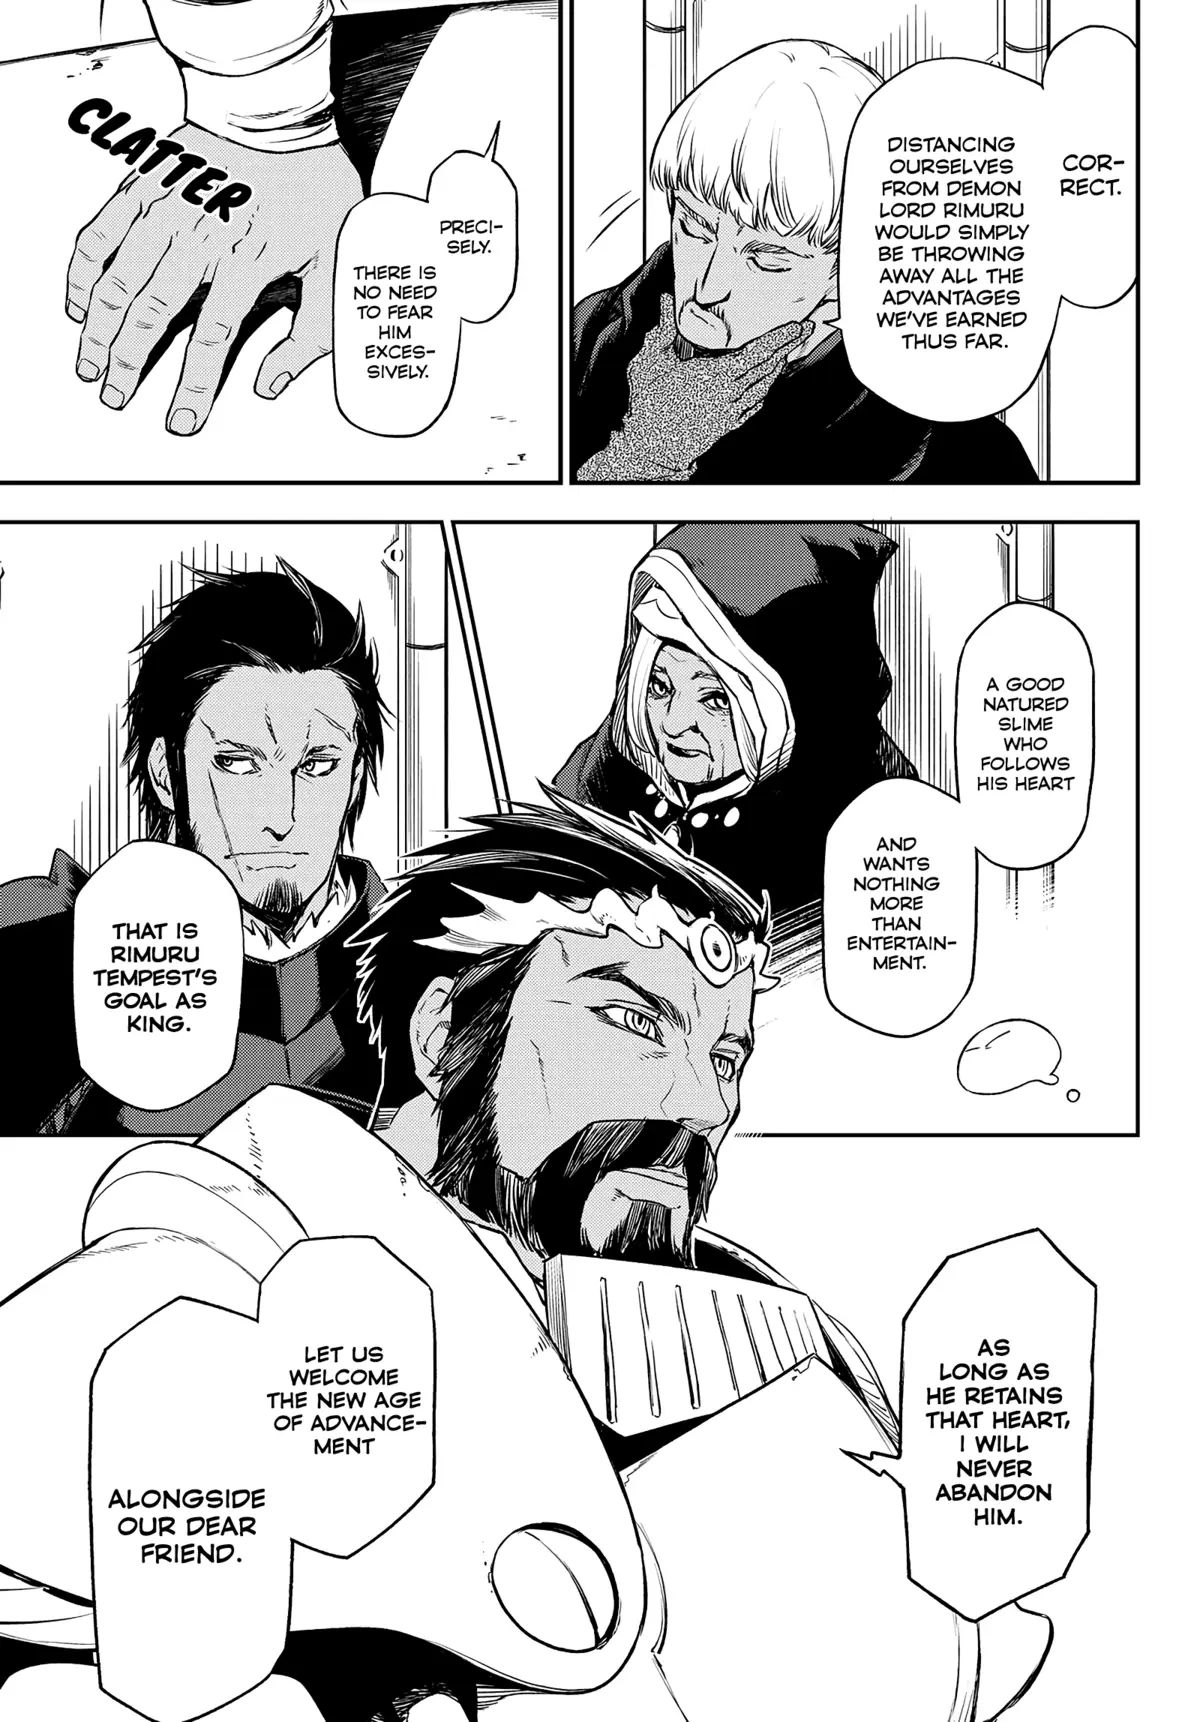 COR-
RECT.
DISTANCING
OURSELVES
FROM DEMON
LORD RIMURU
WOULD SIMPLY
BE THROWING
AWAY ALL THE
ADVANTAGES
WE'VE EARNED
THUS FAR.
CLATTER
PRECI-
SELY.
THERE IS
NO NEED
TO FEAR
HIM
EXCES-
SIVELY.
A GOOD
NATURED
SLIME
WHO
FOLLOWS
HIS HEART
AND
WANTS
NOTHING
MORE
THAN
ENTERTAIN-
MENT.
THAT IS
RIMURU
TEMPEST'S
GOAL AS
KING.
AS
LONG AS
HE RETAINS
THAT HEART,
I WILL
NEVER
ABANDON
HIM.
LET US
WELCOME
THE NEW AGE
OF ADVANCE-
MENT
ALONGSIDE
OUR DEAR
FRIEND.